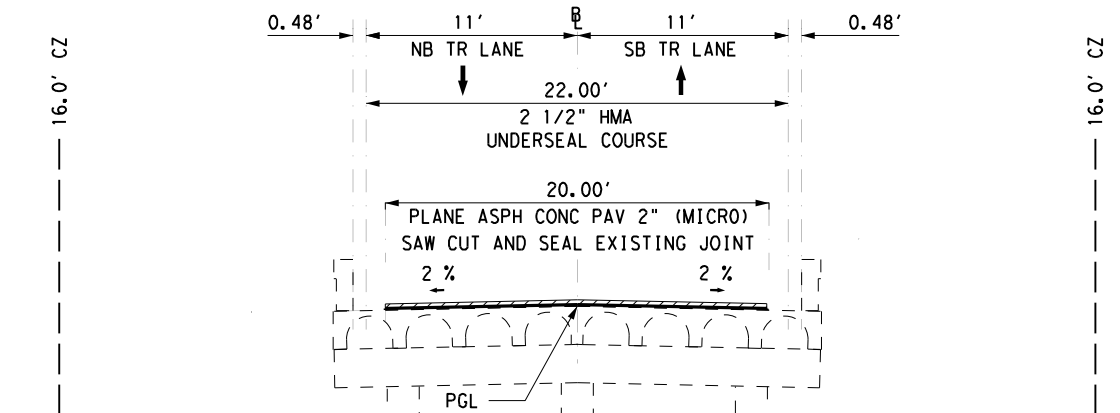 0.48' 11' BL 11' 0.48'
NB TR LANE SB TR LANE
16.0' CZ
16.0' CZ
22.00'
2 1/2" HMA
UNDERSEAL COURSE
20.00'
PLANE ASPH CONC PAV 2" (MICRO)
SAW CUT AND SEAL EXISTING JOINT
2 % 2 %
PGL